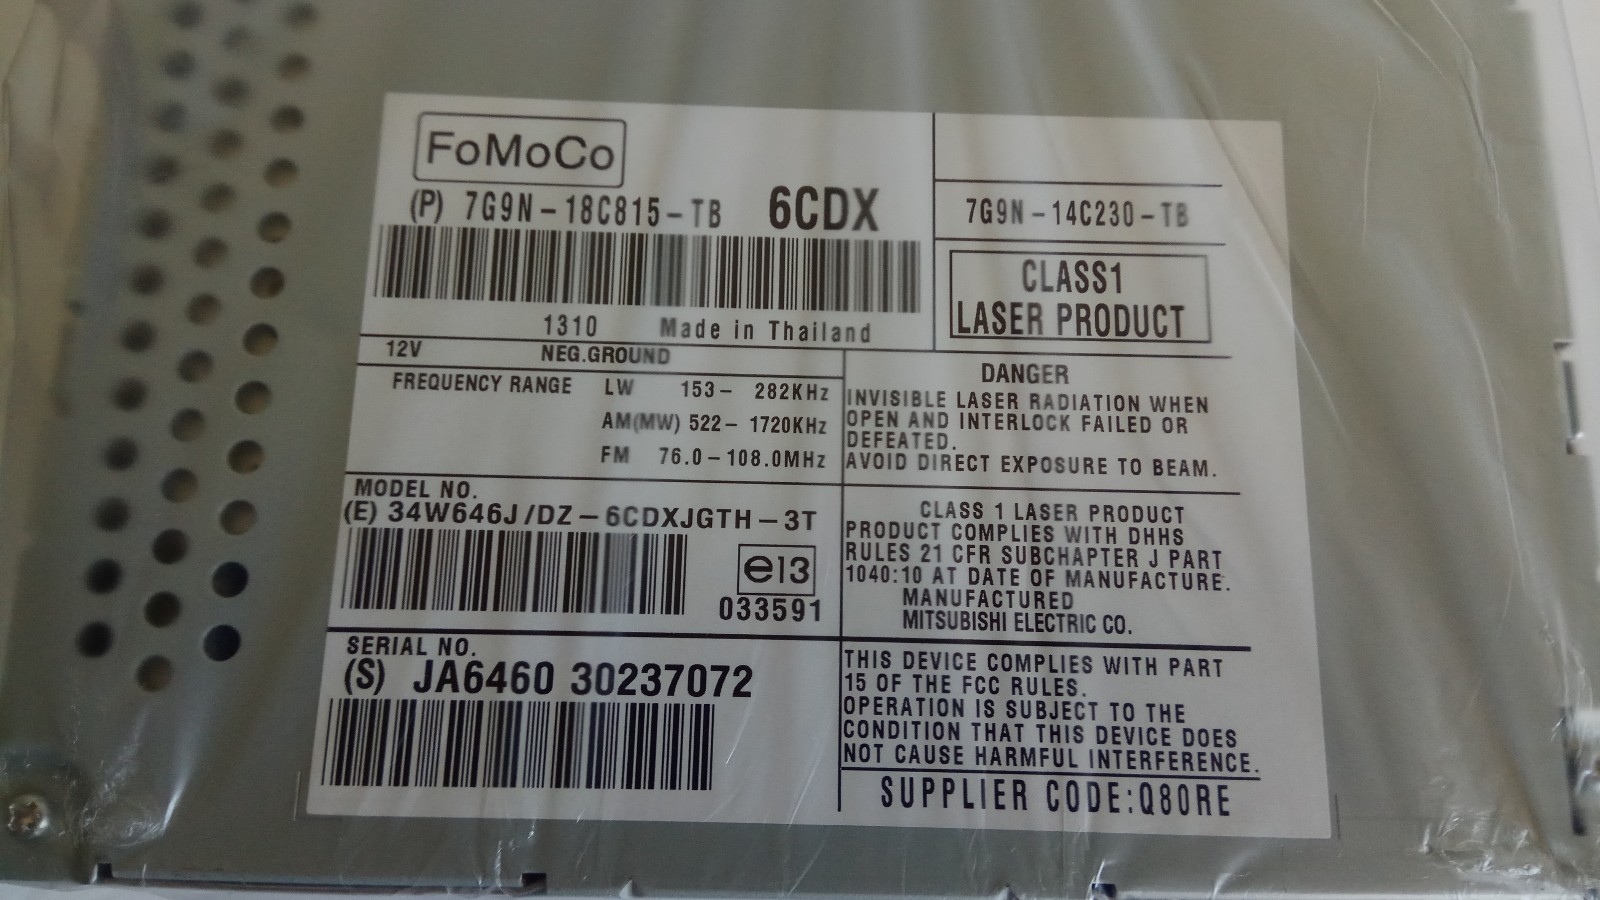 FoMoCo
(P) 7G9N-18C815-TB 6CDX
1310 Made in Thailand
7G9N-14C230-TB
CLASS1
LASER PRODUCT
12V NEG.GROUND
FREQUENCY RANGE LW 153- 282KHz
AM(MW) 522- 1720KHz
FM 76.0-108.0MHz
DANGER
INVISIBLE LASER RADIATION WHEN
OPEN AND INTERLOCK FAILED OR
DEFEATED.
AVOID DIRECT EXPOSURE TO BEAM.
MODEL NO.
(E) 34W646J/DZ-6CDXJGTH-3T
e13
033591
CLASS 1 LASER PRODUCT
PRODUCT COMPLIES WITH DHHS
RULES 21 CFR SUBCHAPTER J PART
1040:10 AT DATE OF MANUFACTURE.
MANUFACTURED
MITSUBISHI ELECTRIC CO.
SERIAL NO.
(S) JA6460 30237072
THIS DEVICE COMPLIES WITH PART
15 OF THE FCC RULES.
OPERATION IS SUBJECT TO THE
CONDITION THAT THIS DEVICE DOES
NOT CAUSE HARMFUL INTERFERENCE.
SUPPLIER CODE:Q80RE